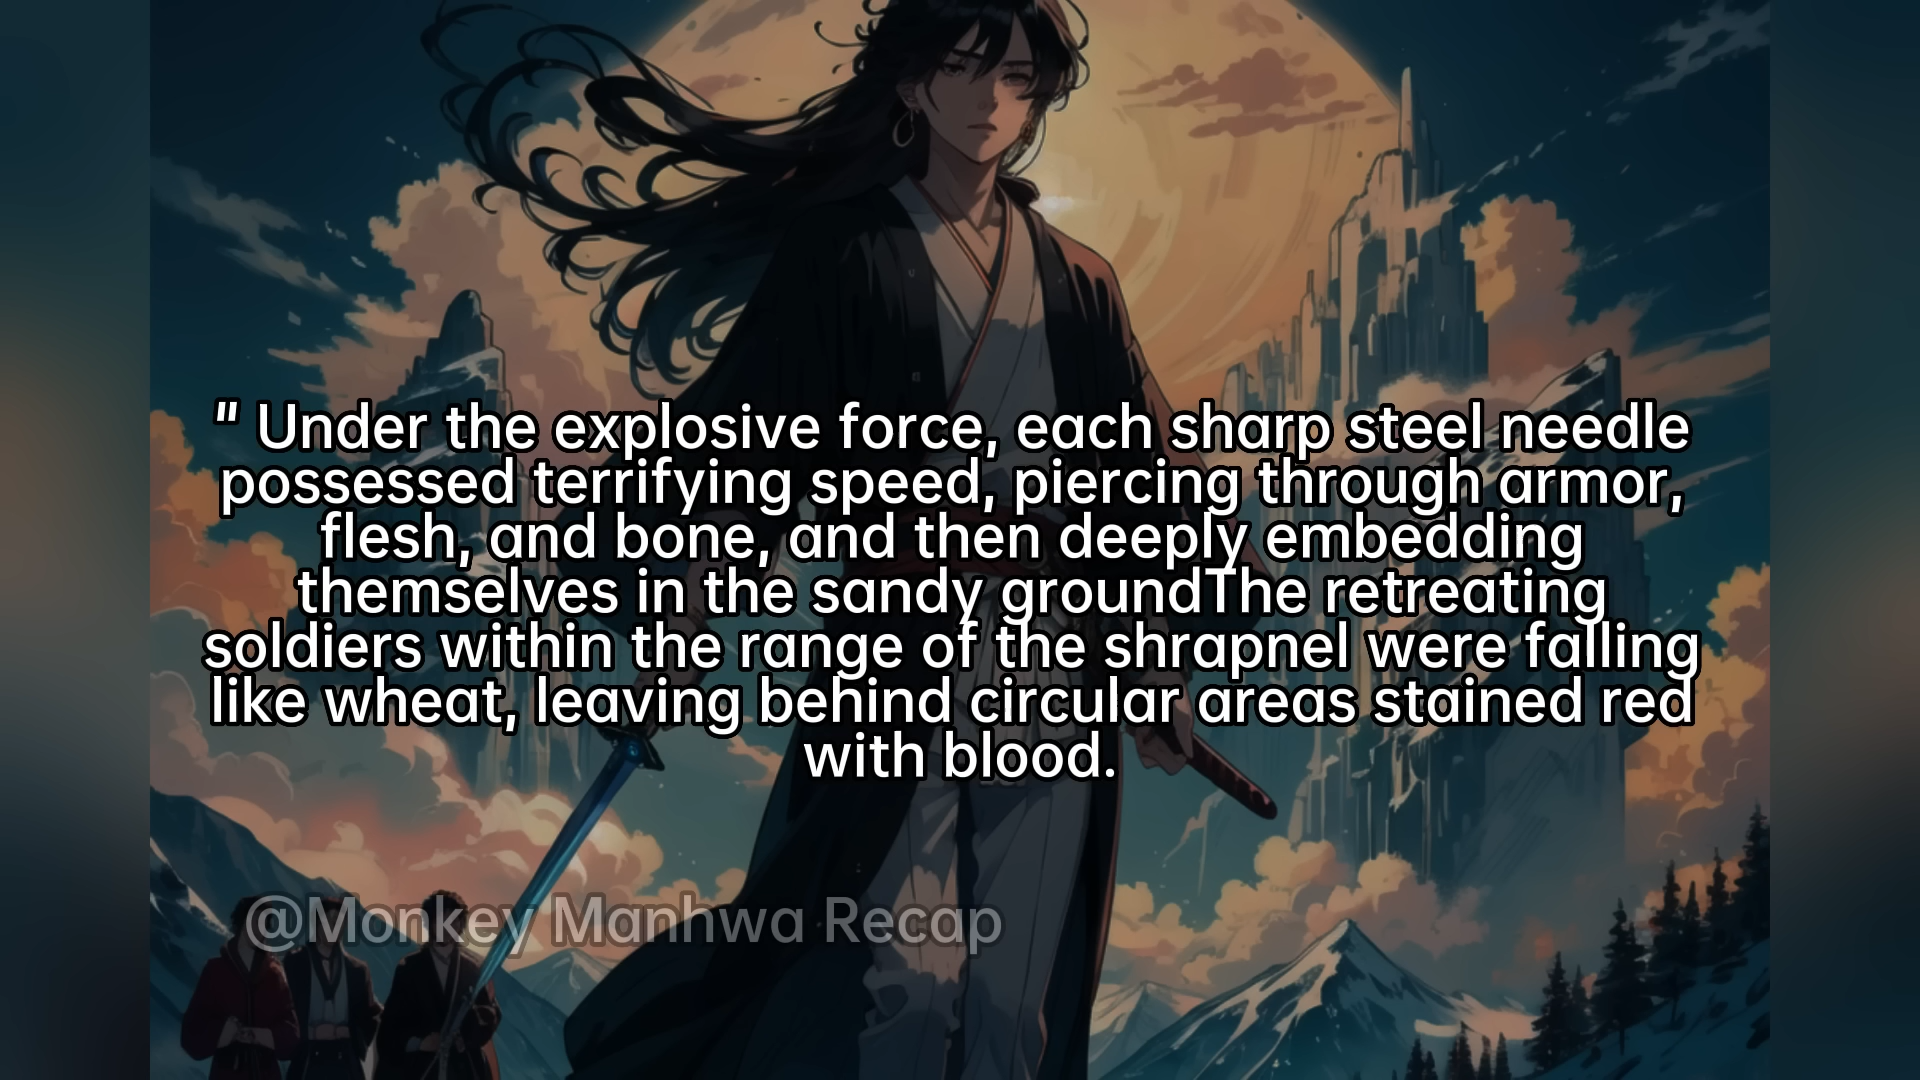 " Under the explosive force, each sharp steel needle
possessed terrifying speed, piercing through armor,
flesh, and bone, and then deeply embedding
themselves in the sandy groundThe retreating
soldiers within the range of the shrapnel were falling
like wheat, leaving behind circular areas stained red
with blood.
@Monkey Manhwa Recap